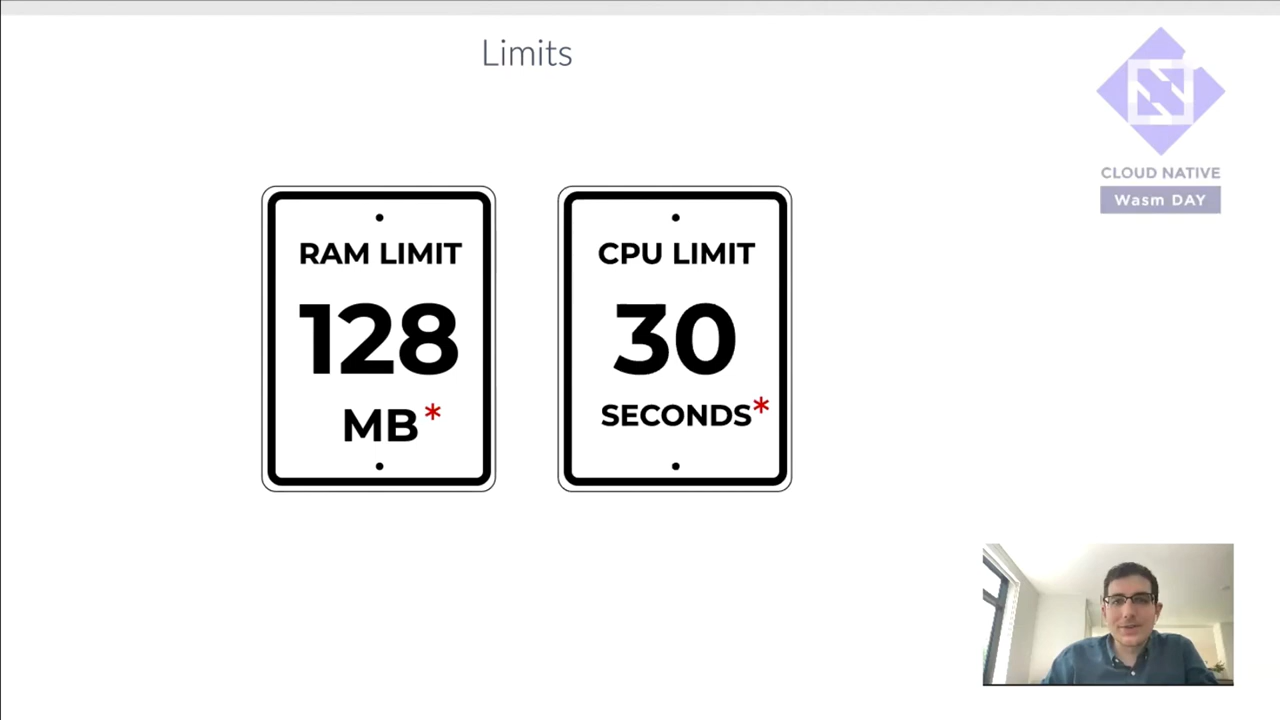 Limits
CLOUD NATIVE
Wasm DAY
RAM LIMIT
128
MB*
CPU LIMIT
30
SECONDS*